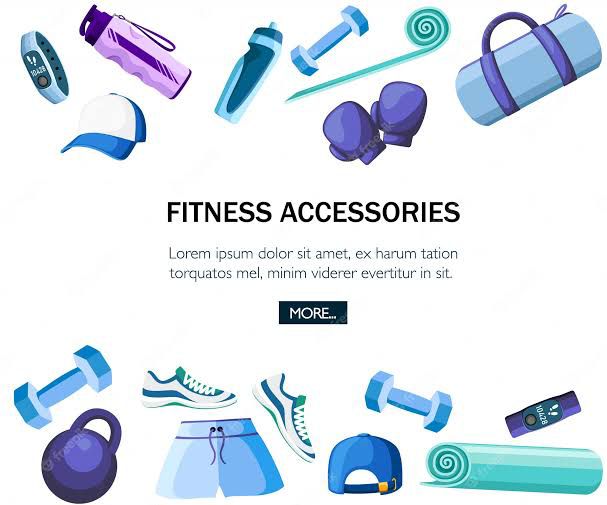 10428
FITNESS ACCESSORIES
Lorem ipsum dolor sit amet, ex harum tation
torquatos mel, minim viderer evertitur in sit.
MORE...
10428